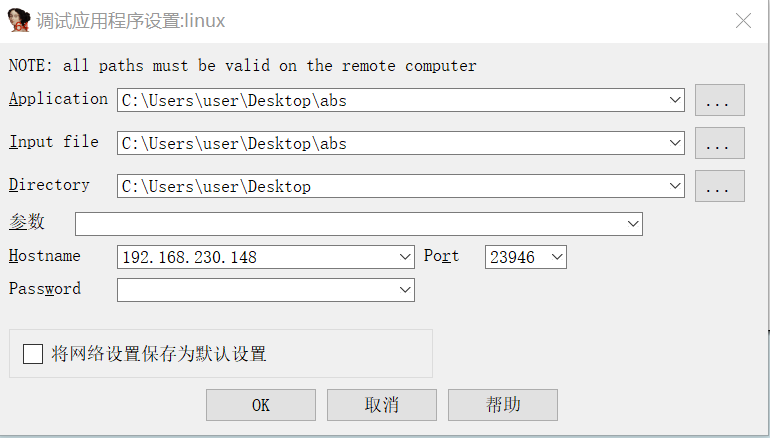 调试应用程序设置:linux
NOTE: all paths must be valid on the remote computer
Application C:\Users\user\Desktop\abs ...
Input file C:\Users\user\Desktop\abs ...
Directory C:\Users\user\Desktop ...
参数
Hostname 192.168.230.148 Port 23946
Password
将网络设置保存为默认设置
OK 取消 帮助